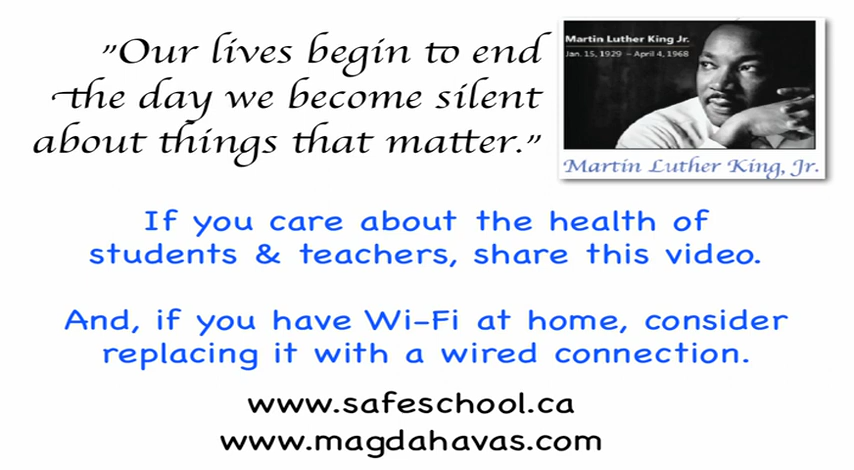 "Our lives begin to end
the day we become silent
about things that matter."
Martin Luther King Jr.
Jan. 15, 1929 – April 4, 1968
Martin Luther King, Jr.
If you care about the health of
students & teachers, share this video.
And, if you have Wi-Fi at home, consider
replacing it with a wired connection.
www.safeschool.ca
www.magdahavas.com